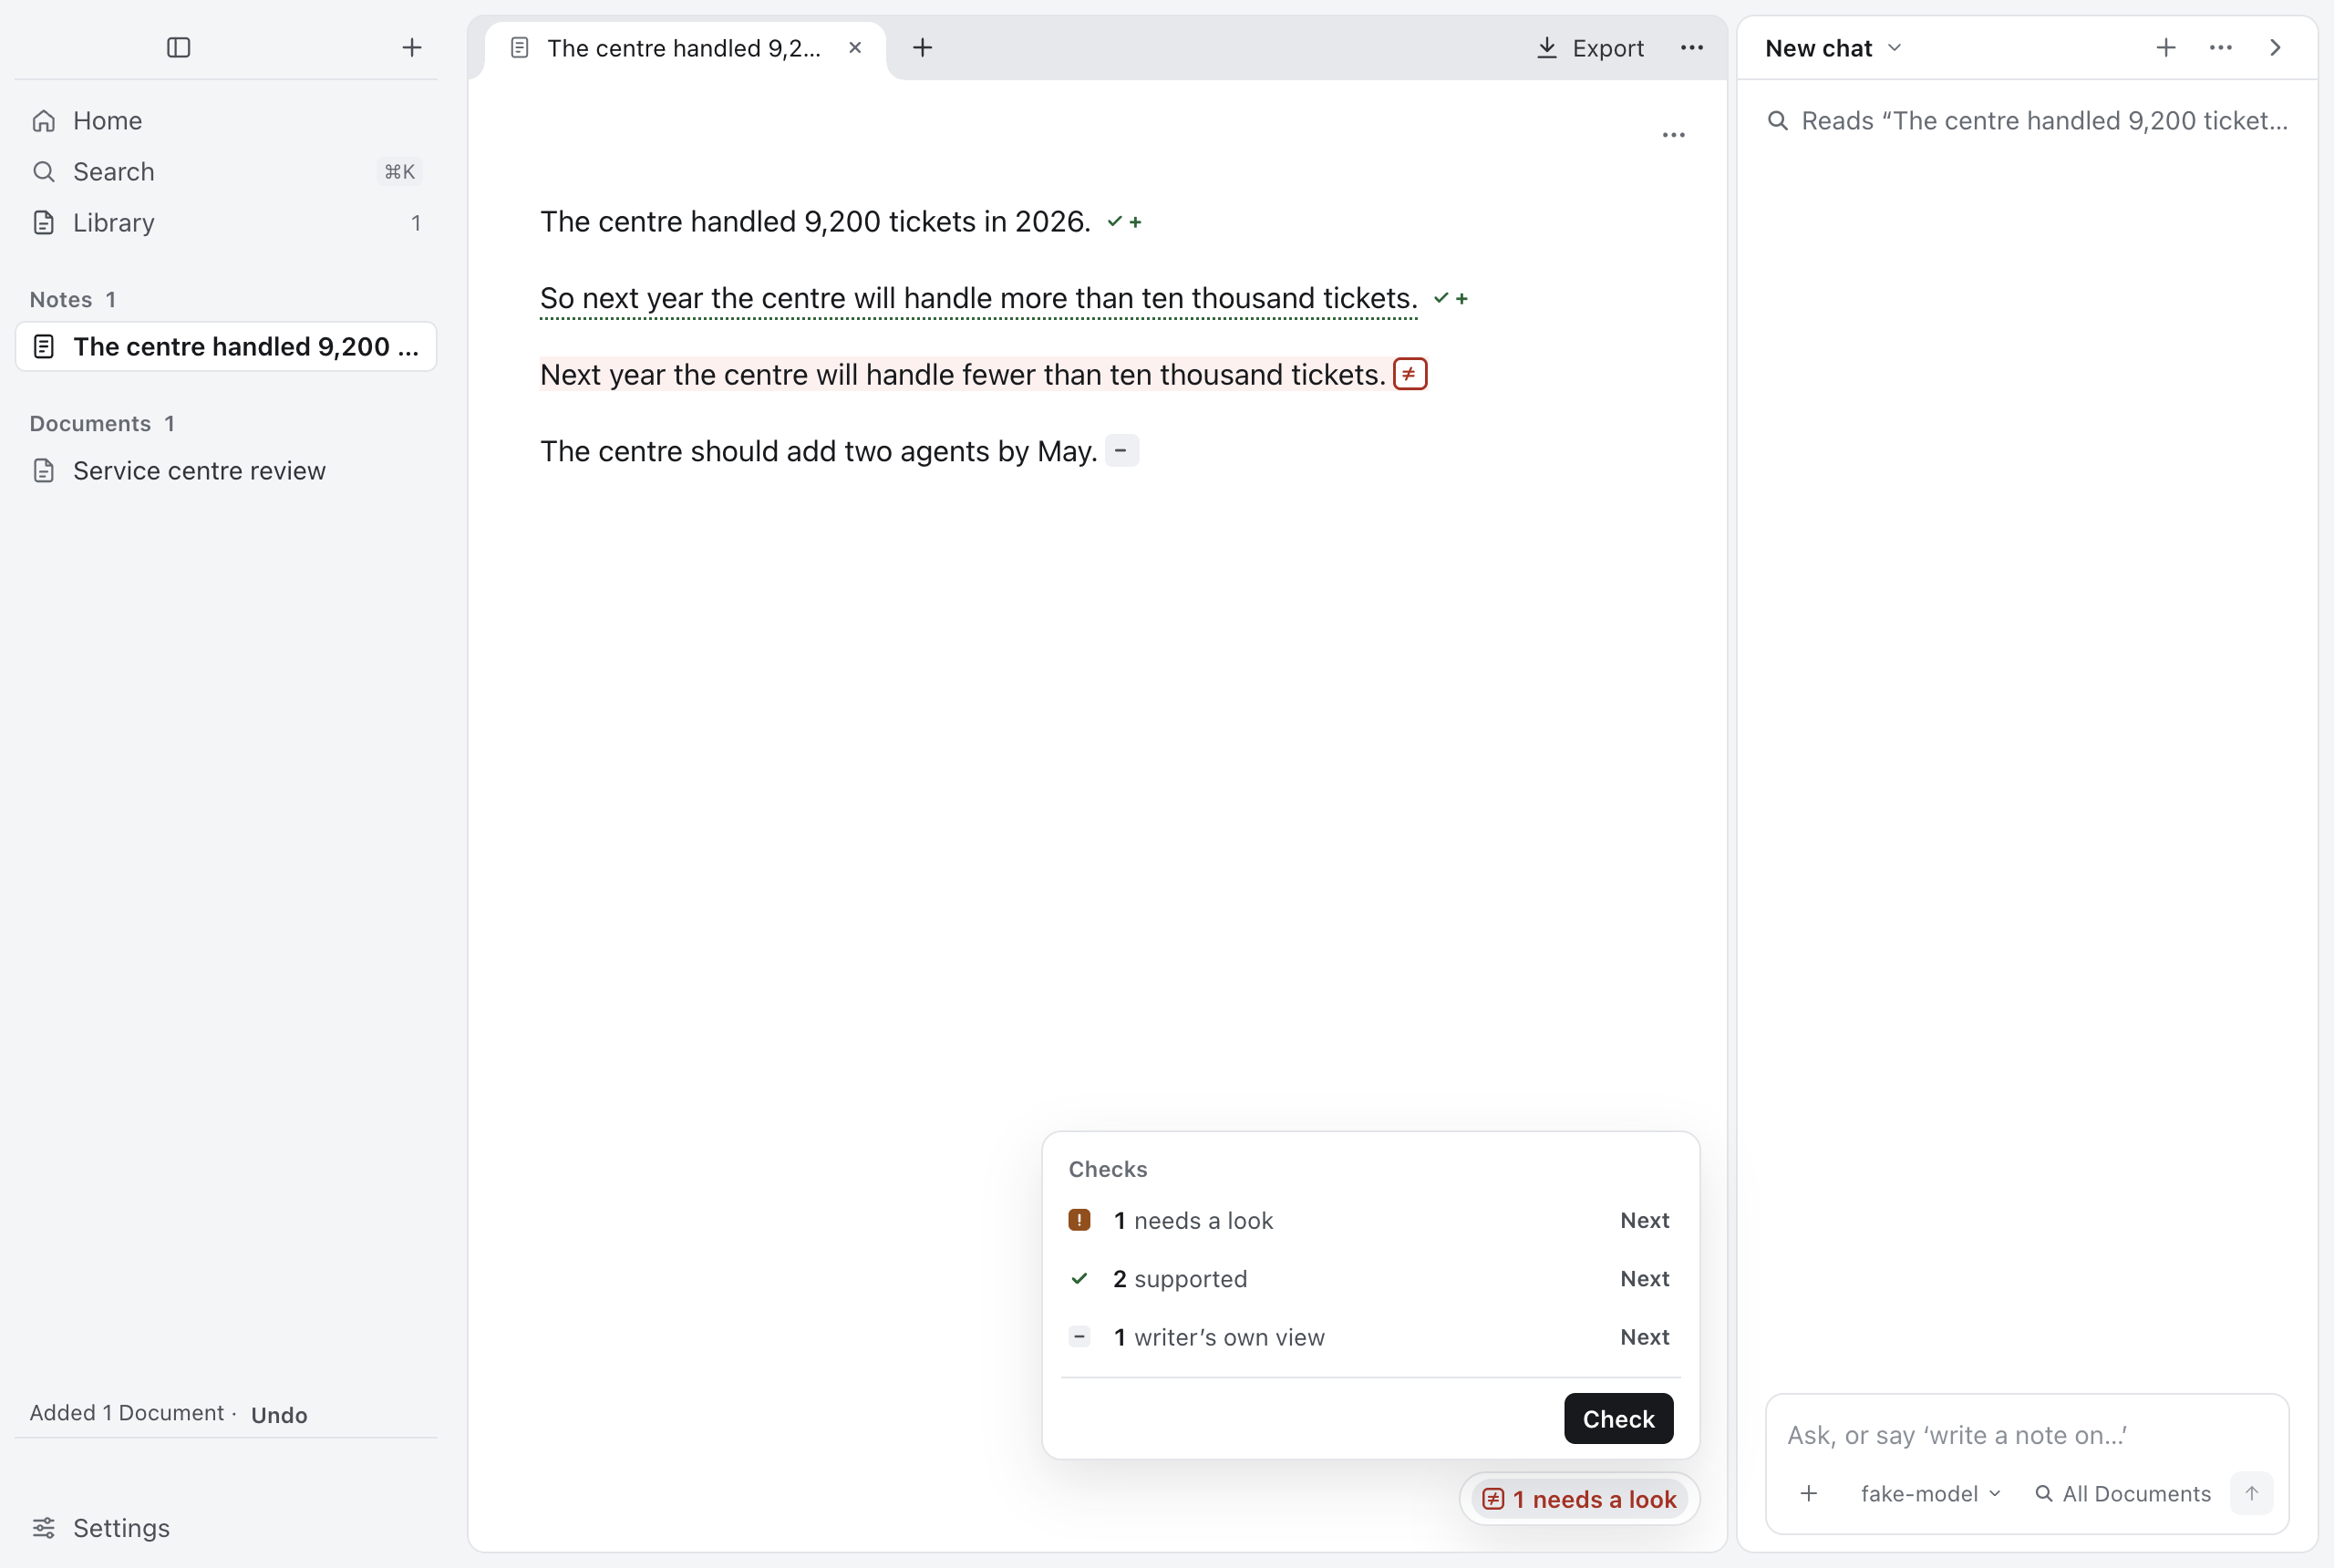 Home
Search ⌘K
Library 1
Notes 1
The centre handled 9,200 ...
Documents 1
Service centre review
Added 1 Document · Undo
Settings
The centre handled 9,2...
Export
The centre handled 9,200 tickets in 2026.
So next year the centre will handle more than ten thousand tickets.
Next year the centre will handle fewer than ten thousand tickets. ≠
The centre should add two agents by May. –
Checks
! 1 needs a look Next
2 supported Next
– 1 writer’s own view Next
Check
≠ 1 needs a look
New chat
Reads “The centre handled 9,200 ticket...
Ask, or say ‘write a note on...’
fake-model All Documents